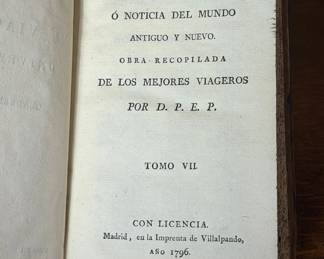 Ó NOTICIA DEL MUNDO
ANTIGUO Y NUEVO.
OBRA RECOPILADA
DE LOS MEJORES VIAGEROS
POR D. P. E. P.
TOMO VII.
CON LICENCIA.
Madrid, en la Imprenta de Villalpando,
AÑO 1796.